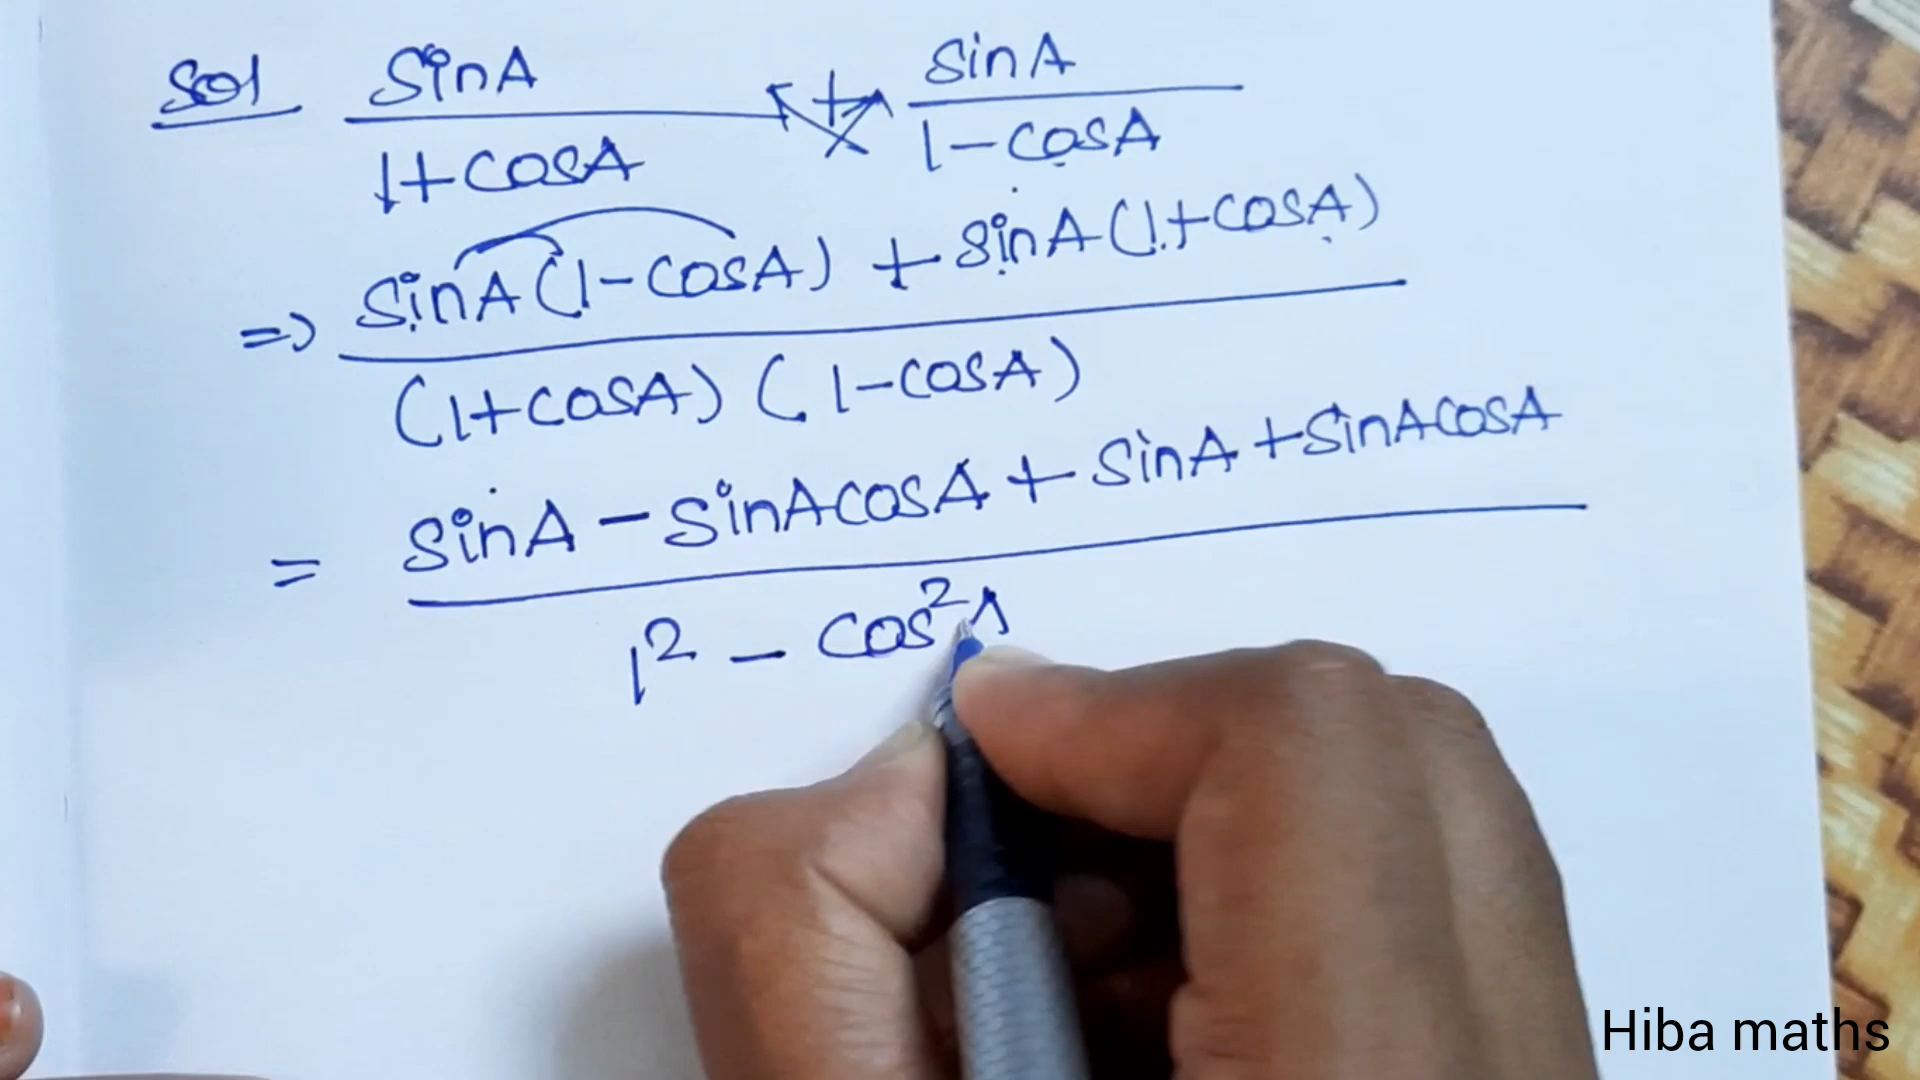 Sol SinA + SinA
1+cosA 1-cosA
=> SinA(1-cosA) + SinA(1+cosA)
(1+cosA) (1-cosA)
= SinA - SinAcosA + SinA + SinAcosA
1² - cos²A
Hiba maths